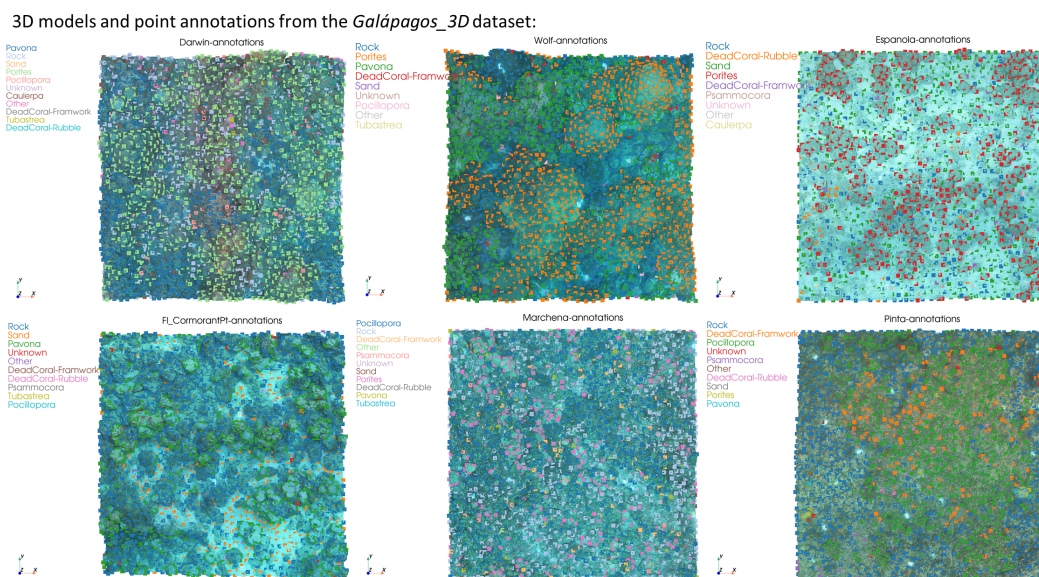 3D models and point annotations from the Galápagos_3D dataset:
Darwin-annotations
Pavona
Rock
Sand
Porites
Pocillopora
Unknown
Caulerpa
Other
DeadCoral-Framwork
Tubastrea
DeadCoral-Rubble
Y
Z X
Wolf-annotations
Rock
Porites
Pavona
DeadCoral-Framwo
Sand
Unknown
Pocillopora
Other
Tubastrea
Y
Z X
Espanola-annotations
Rock
DeadCoral-Rubble
Sand
Porites
DeadCoral-Framwor
Psammocora
Unknown
Other
Caulerpa
Y
Z X
Fl_CormorantPt-annotations
Rock
Sand
Pavona
Unknown
Other
DeadCoral-Framwork
DeadCoral-Rubble
Psammocora
Tubastrea
Pocillopora
Y
Z X
Marchena-annotations
Pocillopora
Rock
DeadCoral-Framwork
Other
Psammocora
Unknown
Sand
Porites
DeadCoral-Rubble
Pavona
Tubastrea
Y
Z X
Pinta-annotations
Rock
DeadCoral-Framwork
Pocillopora
Unknown
Psammocora
Other
DeadCoral-Rubble
Sand
Porites
Pavona
Y
Z X